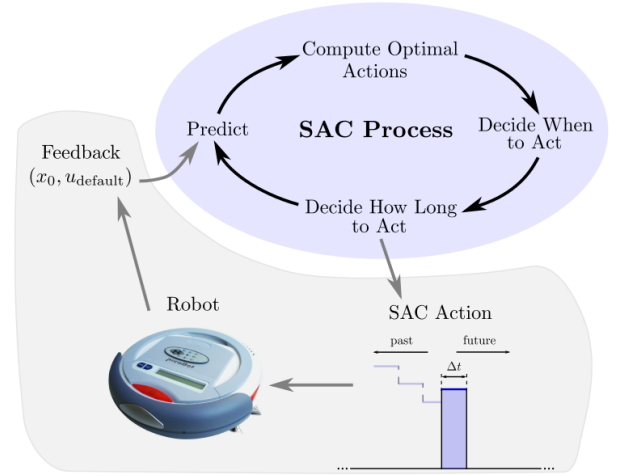 Compute Optimal
Actions
Predict
SAC Process
Decide When
to Act
Feedback
(x₀, u_default)
Decide How Long
to Act
Robot
SAC Action
past
future
Δt
...
...